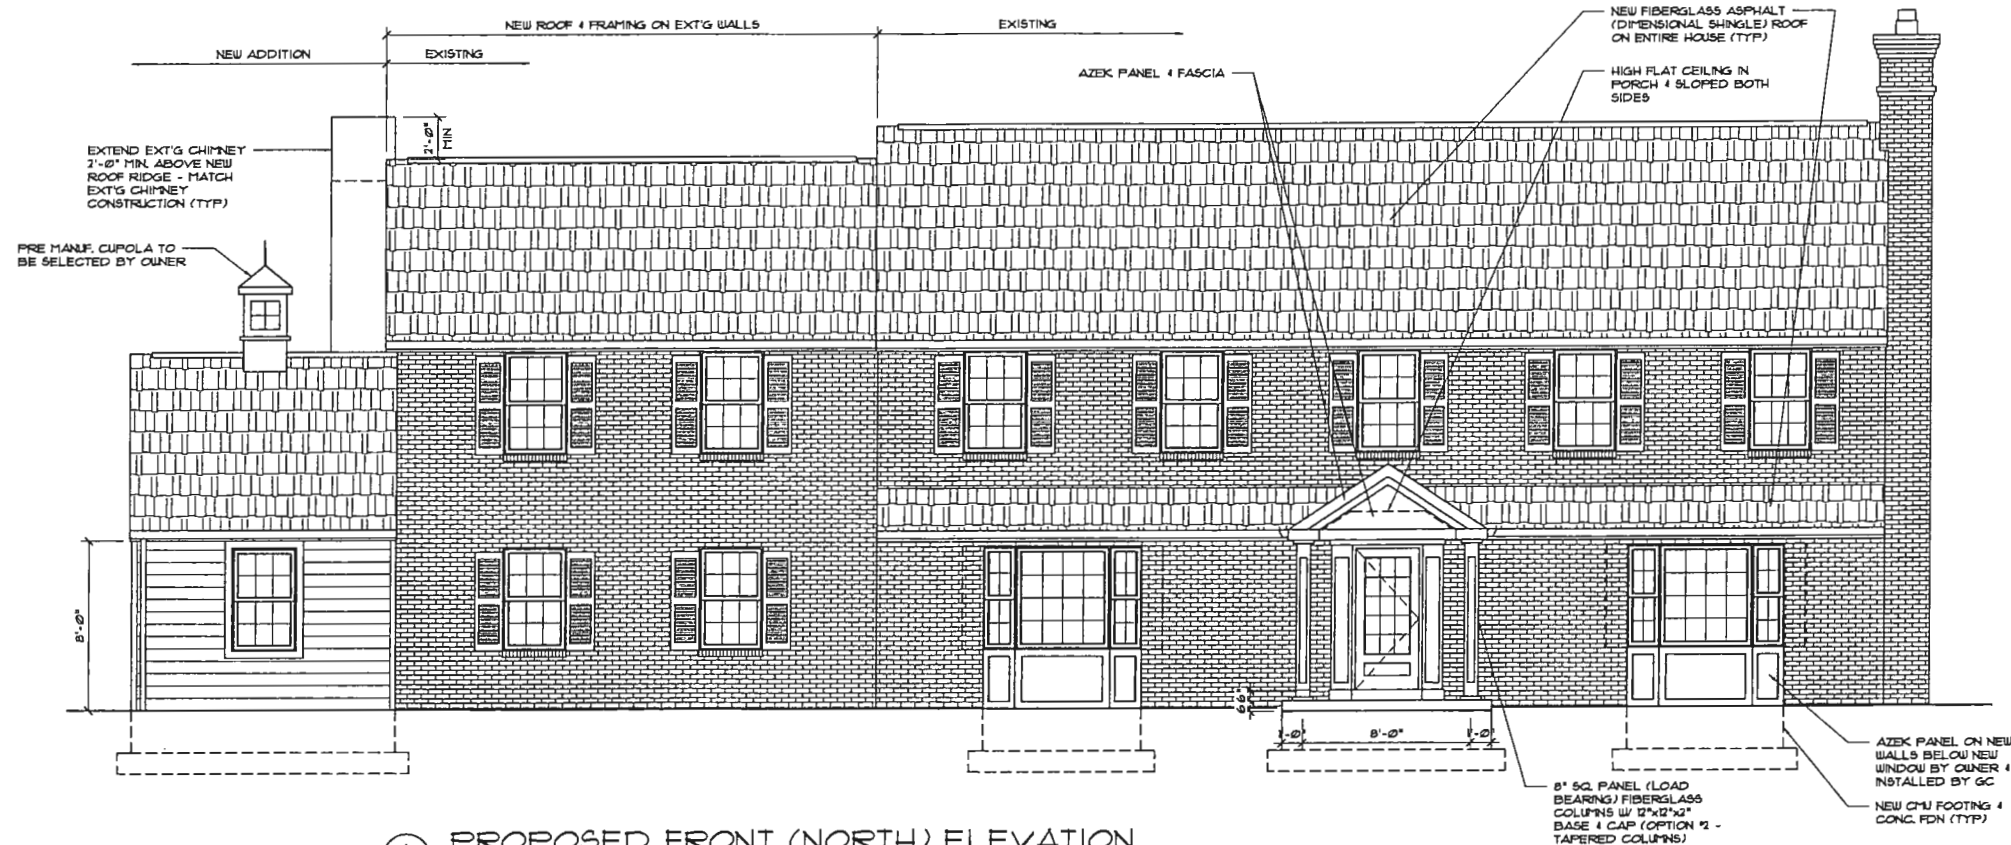 NEW ROOF & FRAMING ON EXT'G WALLS
EXISTING
NEW ADDITION
EXISTING
NEW FIBERGLASS ASPHALT
(DIMENSIONAL SHINGLE) ROOF
ON ENTIRE HOUSE (TYP)
AZEK PANEL & FASCIA
HIGH FLAT CEILING IN
PORCH & SLOPED BOTH
SIDES
2'-0"
MIN
EXTEND EXT'G CHIMNEY
2'-0" MIN. ABOVE NEW
ROOF RIDGE - MATCH
EXT'G CHIMNEY
CONSTRUCTION (TYP)
PRE MANUF. CUPOLA TO
BE SELECTED BY OWNER
8'-0"
6" 6"
1'-0"
8'-0"
1'-0"
AZEK PANEL ON NEW
WALLS BELOW NEW
WINDOW BY OWNER &
INSTALLED BY GC
NEW CMU FOOTING &
CONC. FDN (TYP)
8" SQ. PANEL (LOAD
BEARING) FIBERGLASS
COLUMNS W/ 12"x12"x2"
BASE & CAP (OPTION #2 -
TAPERED COLUMNS)
PROPOSED FRONT (NORTH) ELEVATION